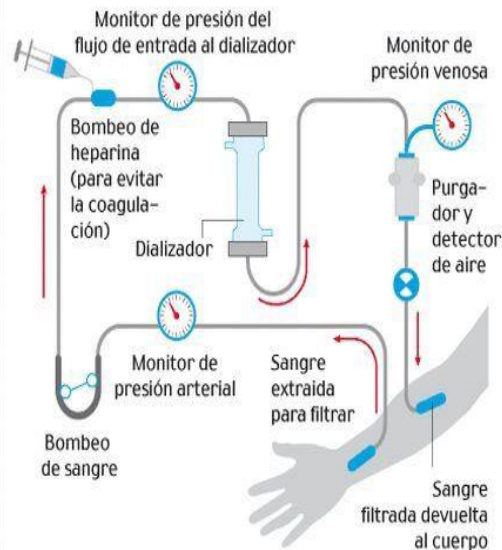 Monitor de presión del
flujo de entrada al dializador
Monitor de
presión venosa
Bombeo de
heparina
(para evitar
la coagula-
ción)
Dializador
Purga-
dor y
detector
de aire
Monitor de
presión arterial
Sangre
extraida
para filtrar
Bombeo
de sangre
Sangre
filtrada devuelta
al cuerpo